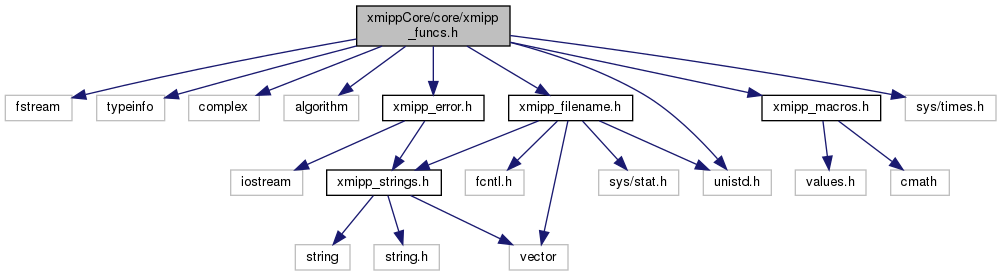 xmippCore/core/xmipp
_funcs.h
fstream
typeinfo
complex
algorithm
xmipp_error.h
xmipp_filename.h
xmipp_macros.h
sys/times.h
iostream
xmipp_strings.h
fcntl.h
sys/stat.h
unistd.h
values.h
cmath
string
string.h
vector